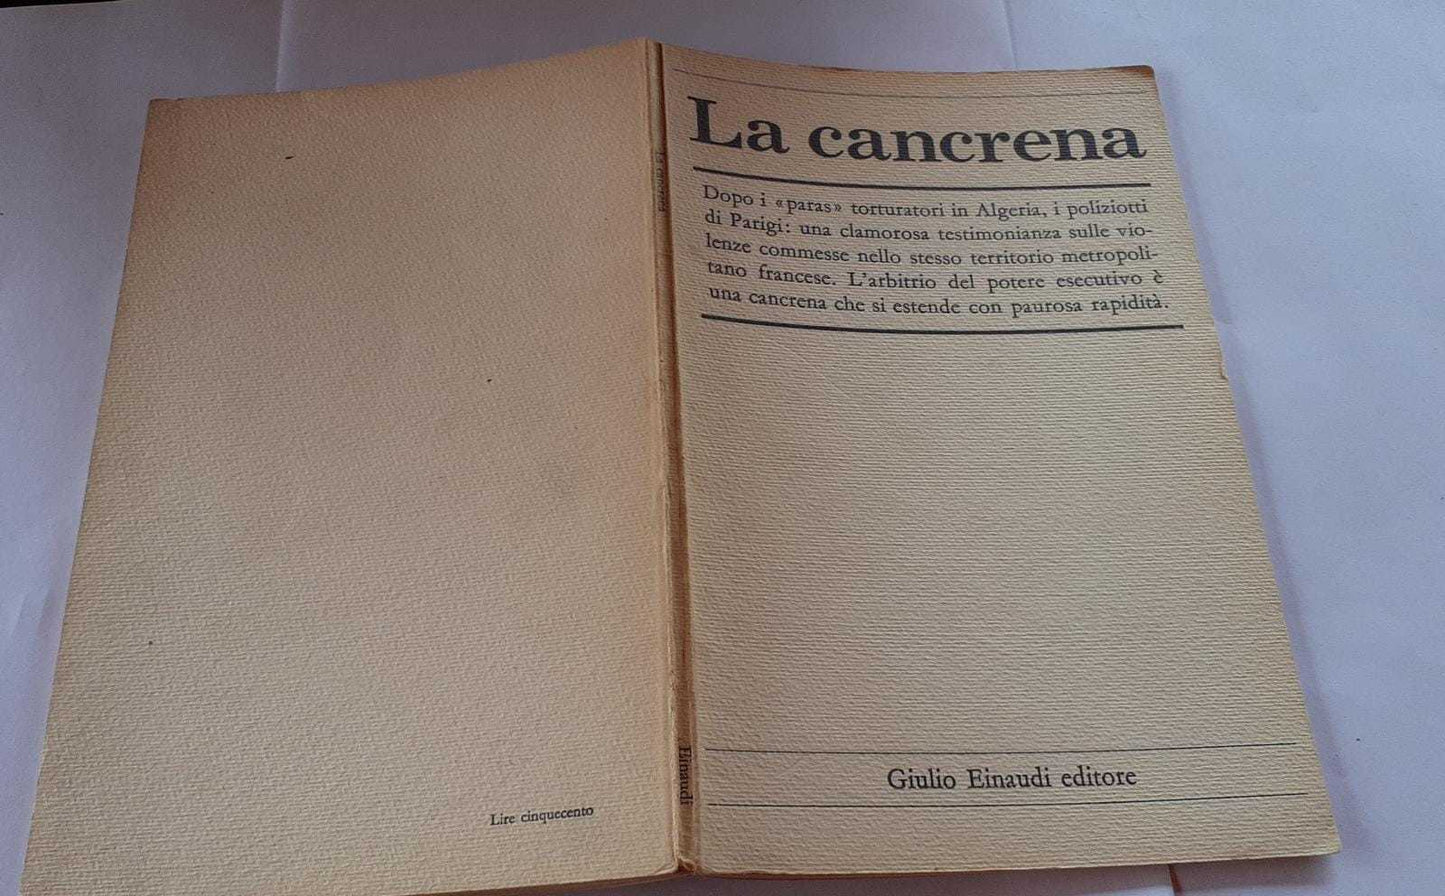 La cancrena
Dopo i «paras» torturatori in Algeria, i poliziotti
di Parigi: una clamorosa testimonianza sulle vio-
lenze commesse nello stesso territorio metropoli-
tano francese. L'arbitrio del potere esecutivo è
una cancrena che si estende con paurosa rapidità.
Giulio Einaudi editore
La cancrena
Einaudi
Lire cinquecento